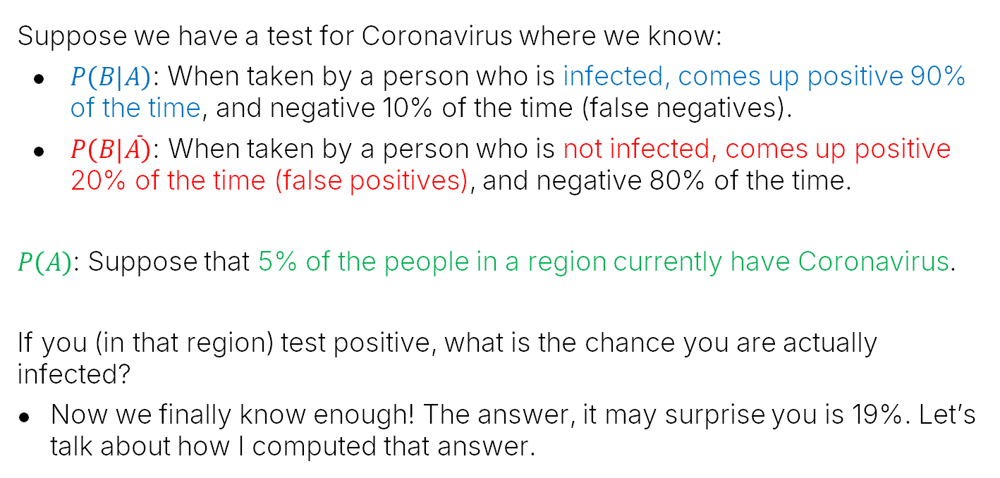 Suppose we have a test for Coronavirus where we know:
• P(B|A): When taken by a person who is infected, comes up positive 90%
of the time, and negative 10% of the time (false negatives).
• P(B|Ā): When taken by a person who is not infected, comes up positive
20% of the time (false positives), and negative 80% of the time.
P(A): Suppose that 5% of the people in a region currently have Coronavirus.
If you (in that region) test positive, what is the chance you are actually
infected?
• Now we finally know enough! The answer, it may surprise you is 19%. Let’s
talk about how I computed that answer.